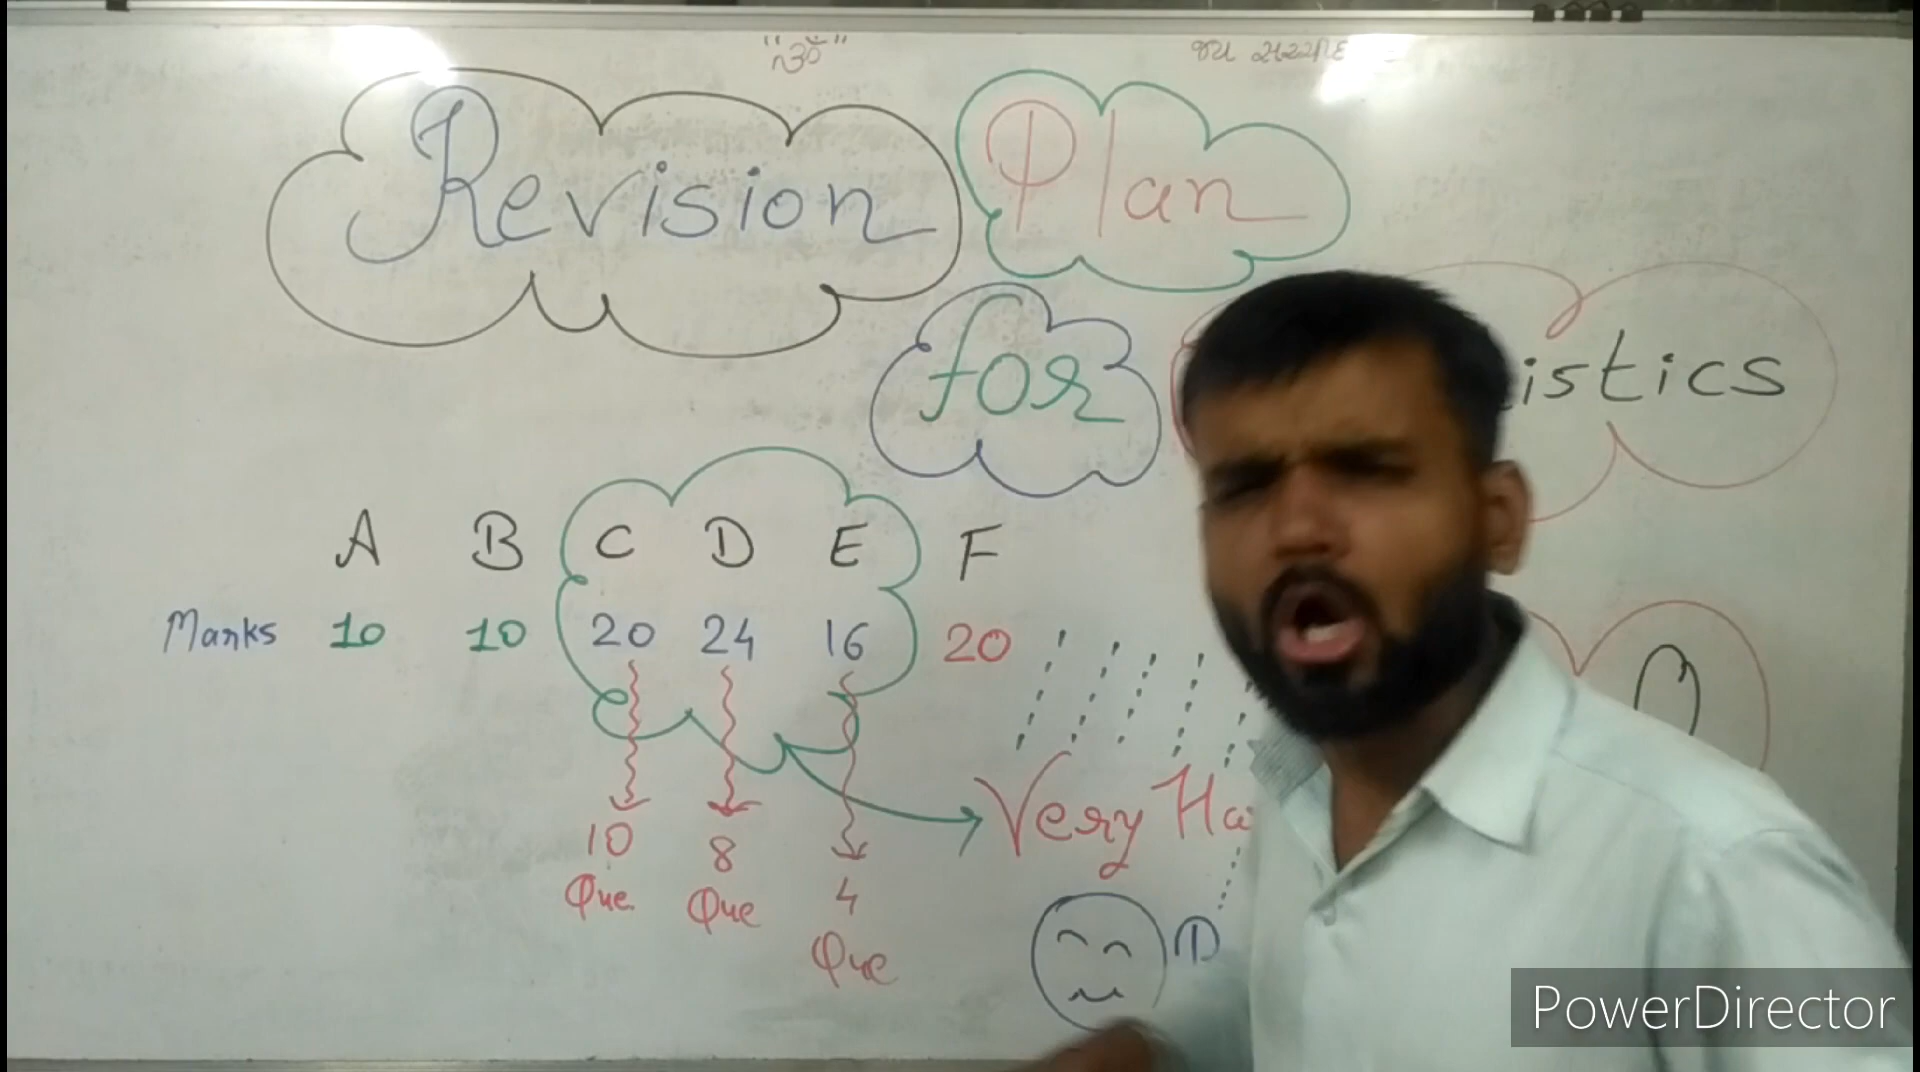 "ૐ"
જય
Revision Plan
for
istics
A B C D E F
Marks 10 10 20 24 16 20
10 8 4
Que Que Que
Very Ha
PowerDirector